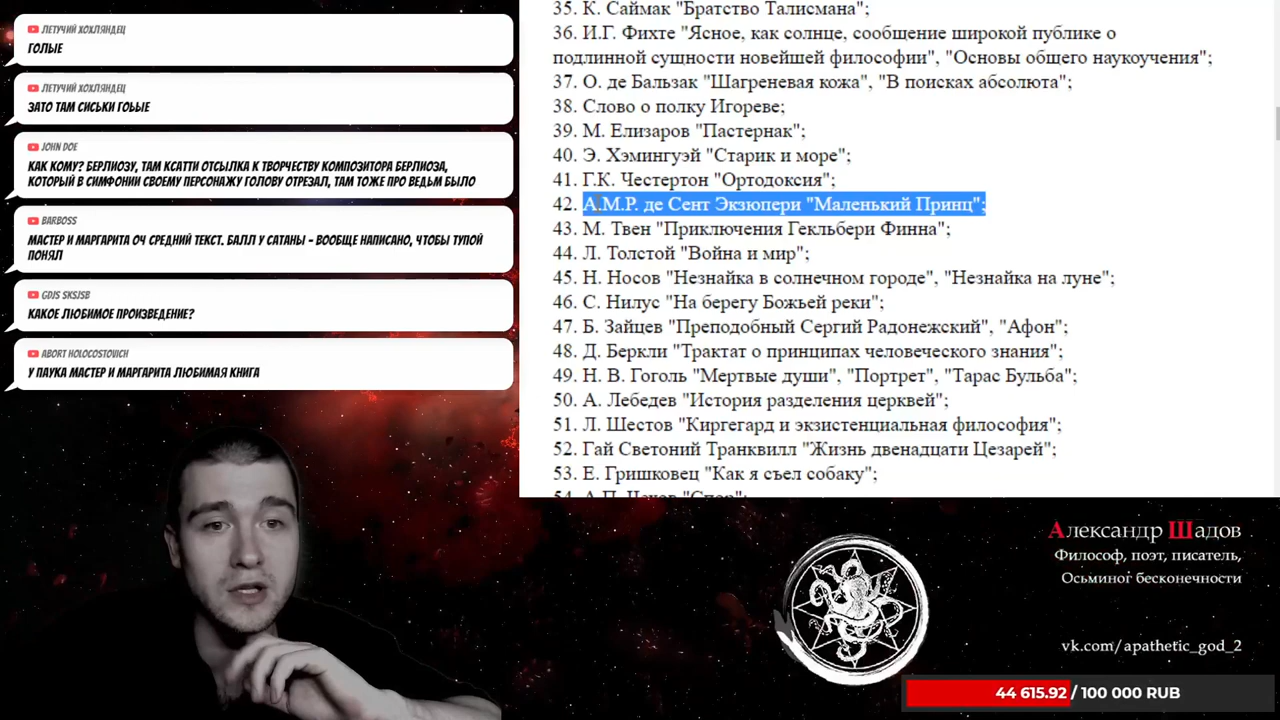 ЛЕТУЧИЙ ХОХЛЯНДЕЦ
ГОЛЫЕ
ЛЕТУЧИЙ ХОХЛЯНДЕЦ
ЗАТО ТАМ СИСЬКИ ГОЬЫЕ
JOHN DOE
КАК КОМУ? БЕРЛИОЗУ, ТАМ КСАТТИ ОТСЫЛКА К ТВОРЧЕСТВУ КОМПОЗИТОРА БЕРЛИОЗА,
КОТОРЫЙ В СИМФОНИИ СВОЕМУ ПЕРСОНАЖУ ГОЛОВУ ОТРЕЗАЛ, ТАМ ТОЖЕ ПРО ВЕДЬМ БЫЛО
BARBOSS
МАСТЕР И МАРГАРИТА ОЧ СРЕДНИЙ ТЕКСТ. БАЛЛ У САТАНЫ - ВООБЩЕ НАПИСАНО, ЧТОБЫ ТУПОЙ
ПОНЯЛ
GDJS SKSJSB
КАКОЕ ЛЮБИМОЕ ПРОИЗВЕДЕНИЕ?
ABORT HOLOCOSTOVICH
У ПАУКА МАСТЕР И МАРГАРИТА ЛЮБИМАЯ КНИГА
35. К. Саймак "Братство Талисмана";
36. И.Г. Фихте "Ясное, как солнце, сообщение широкой публике о
подлинной сущности новейшей философии", "Основы общего наукоучения";
37. О. де Бальзак "Шагреневая кожа", "В поисках абсолюта";
38. Слово о полку Игореве;
39. М. Елизаров "Пастернак";
40. Э. Хэмингуэй "Старик и море";
41. Г.К. Честертон "Ортодоксия";
42. А.М.Р. де Сент Экзюпери "Маленький Принц";
43. М. Твен "Приключения Гекльбери Финна";
44. Л. Толстой "Война и мир";
45. Н. Носов "Незнайка в солнечном городе", "Незнайка на луне";
46. С. Нилус "На берегу Божьей реки";
47. Б. Зайцев "Преподобный Сергий Радонежский", "Афон";
48. Д. Беркли "Трактат о принципах человеческого знания";
49. Н. В. Гоголь "Мертвые души", "Портрет", "Тарас Бульба";
50. А. Лебедев "История разделения церквей";
51. Л. Шестов "Киргегард и экзистенциальная философия";
52. Гай Светоний Транквилл "Жизнь двенадцати Цезарей";
53. Е. Гришковец "Как я съел собаку";
54. А.П. Чехов "Спор";
Александр Шадов
Философ, поэт, писатель,
Осьминог бесконечности
vk.com/apathetic_god_2
44 615.92 / 100 000 RUB